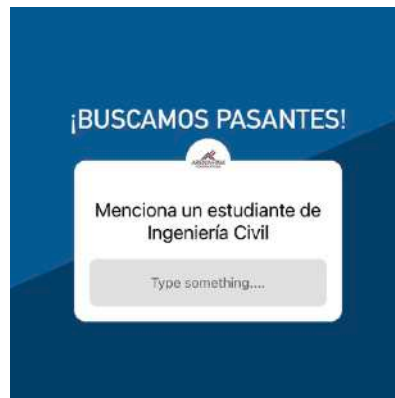 ¡BUSCAMOS PASANTES!
Menciona un estudiante de
Ingeniería Civil
Type something....